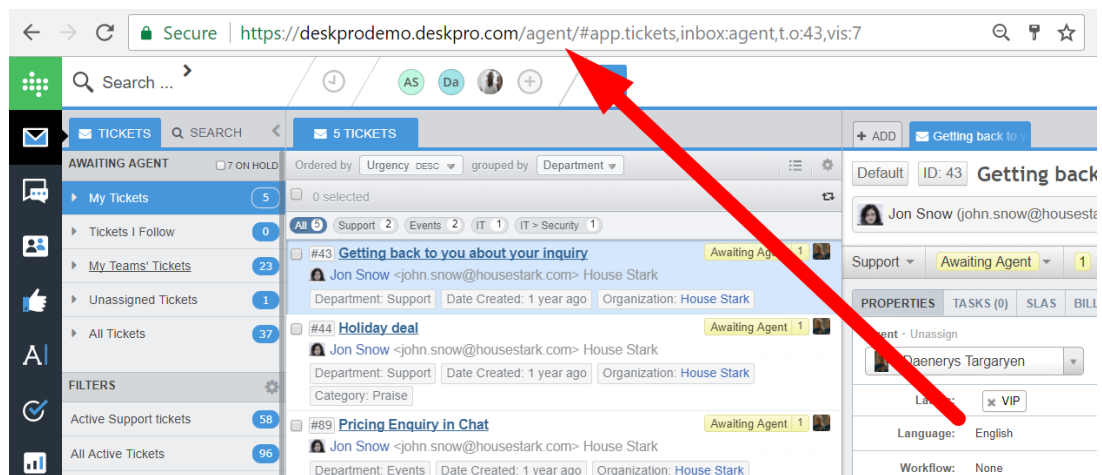 Secure | https://deskprodemo.deskpro.com/agent/#app.tickets,inbox:agent,t.o:43,vis:7
Search ...
AS Da
TICKETS SEARCH
5 TICKETS
+ ADD Getting back to y
AWAITING AGENT 7 ON HOLD
Ordered by Urgency DESC grouped by Department
Default ID: 43 Getting back
My Tickets 5
0 selected
Jon Snow (john.snow@housesta
Tickets I Follow 0
All 5 Support 2 Events 2 IT 1 IT > Security 1
My Teams' Tickets 23
#43 Getting back to you about your inquiry Awaiting Age 1
Jon Snow <john.snow@housestark.com> House Stark
Support Awaiting Agent 1
Unassigned Tickets 1
Department: Support Date Created: 1 year ago Organization: House Stark
PROPERTIES TASKS (0) SLAS BILL
All Tickets 37
#44 Holiday deal Awaiting Agent 1
Jon Snow <john.snow@housestark.com> House Stark
Unassign
Daenerys Targaryen
Department: Support Date Created: 1 year ago Organization: House Stark
FILTERS
Category: Praise
VIP
Active Support tickets 58
#89 Pricing Enquiry in Chat Awaiting Agent 1
Language: English
Jon Snow <john.snow@housestark.com> House Stark
All Active Tickets 96
Department: Events Date Created: 1 year ago Organization: House Stark
Workflow: None
AI